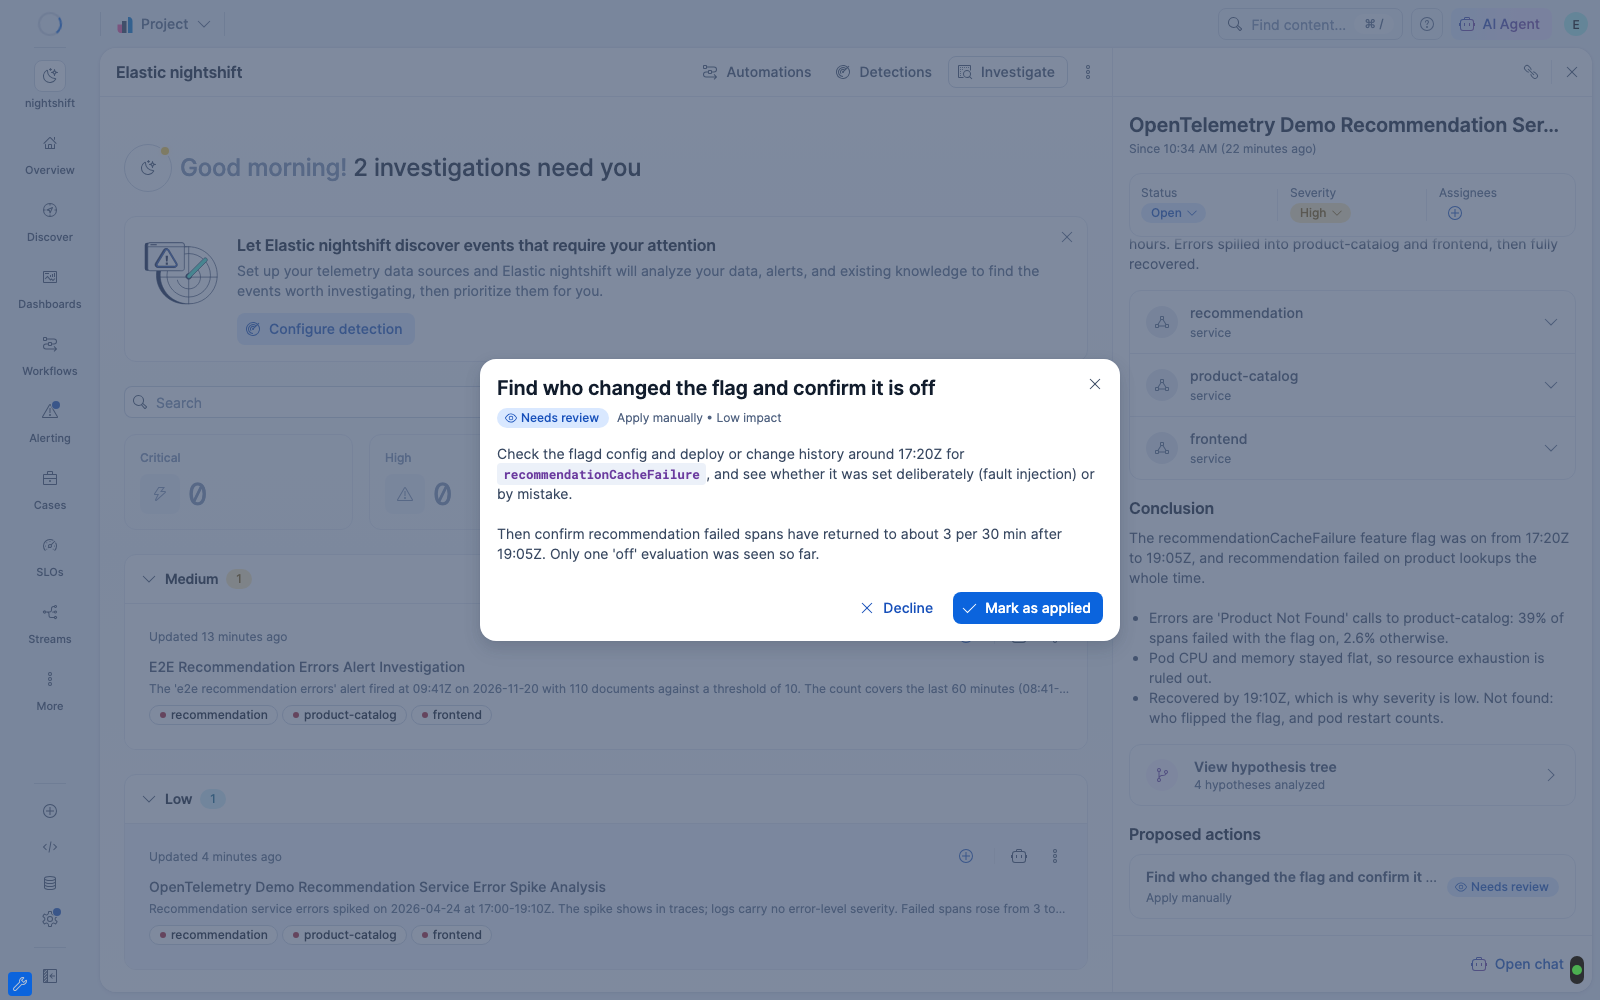 Project
Find content...
⌘ /
AI Agent
E
nightshift
Overview
Discover
Dashboards
Workflows
Alerting
Cases
SLOs
Streams
More
Elastic nightshift
Automations
Detections
Investigate
Good morning! 2 investigations need you
Let Elastic nightshift discover events that require your attention
Set up your telemetry data sources and Elastic nightshift will analyze your data, alerts, and existing knowledge to find the
events worth investigating, then prioritize them for you.
Configure detection
Search
Critical
0
High
0
Medium 1
Updated 13 minutes ago
E2E Recommendation Errors Alert Investigation
The 'e2e recommendation errors' alert fired at 09:41Z on 2026-11-20 with 110 documents against a threshold of 10. The count covers the last 60 minutes (08:41-...
recommendation
product-catalog
frontend
Low 1
Updated 4 minutes ago
OpenTelemetry Demo Recommendation Service Error Spike Analysis
Recommendation service errors spiked on 2026-04-24 at 17:00-19:10Z. The spike shows in traces; logs carry no error-level severity. Failed spans rose from 3 to...
recommendation
product-catalog
frontend
Find who changed the flag and confirm it is off
Needs review Apply manually • Low impact
Check the flagd config and deploy or change history around 17:20Z for
recommendationCacheFailure, and see whether it was set deliberately (fault injection) or
by mistake.
Then confirm recommendation failed spans have returned to about 3 per 30 min after
19:05Z. Only one 'off' evaluation was seen so far.
Decline
Mark as applied
OpenTelemetry Demo Recommendation Ser...
Since 10:34 AM (22 minutes ago)
Status
Open
Severity
High
Assignees
hours. Errors spilled into product-catalog and frontend, then fully
recovered.
recommendation
service
product-catalog
service
frontend
service
Conclusion
The recommendationCacheFailure feature flag was on from 17:20Z
to 19:05Z, and recommendation failed on product lookups the
whole time.
• Errors are 'Product Not Found' calls to product-catalog: 39% of
spans failed with the flag on, 2.6% otherwise.
• Pod CPU and memory stayed flat, so resource exhaustion is
ruled out.
• Recovered by 19:10Z, which is why severity is low. Not found:
who flipped the flag, and pod restart counts.
View hypothesis tree
4 hypotheses analyzed
Proposed actions
Find who changed the flag and confirm it ...
Apply manually
Needs review
Open chat